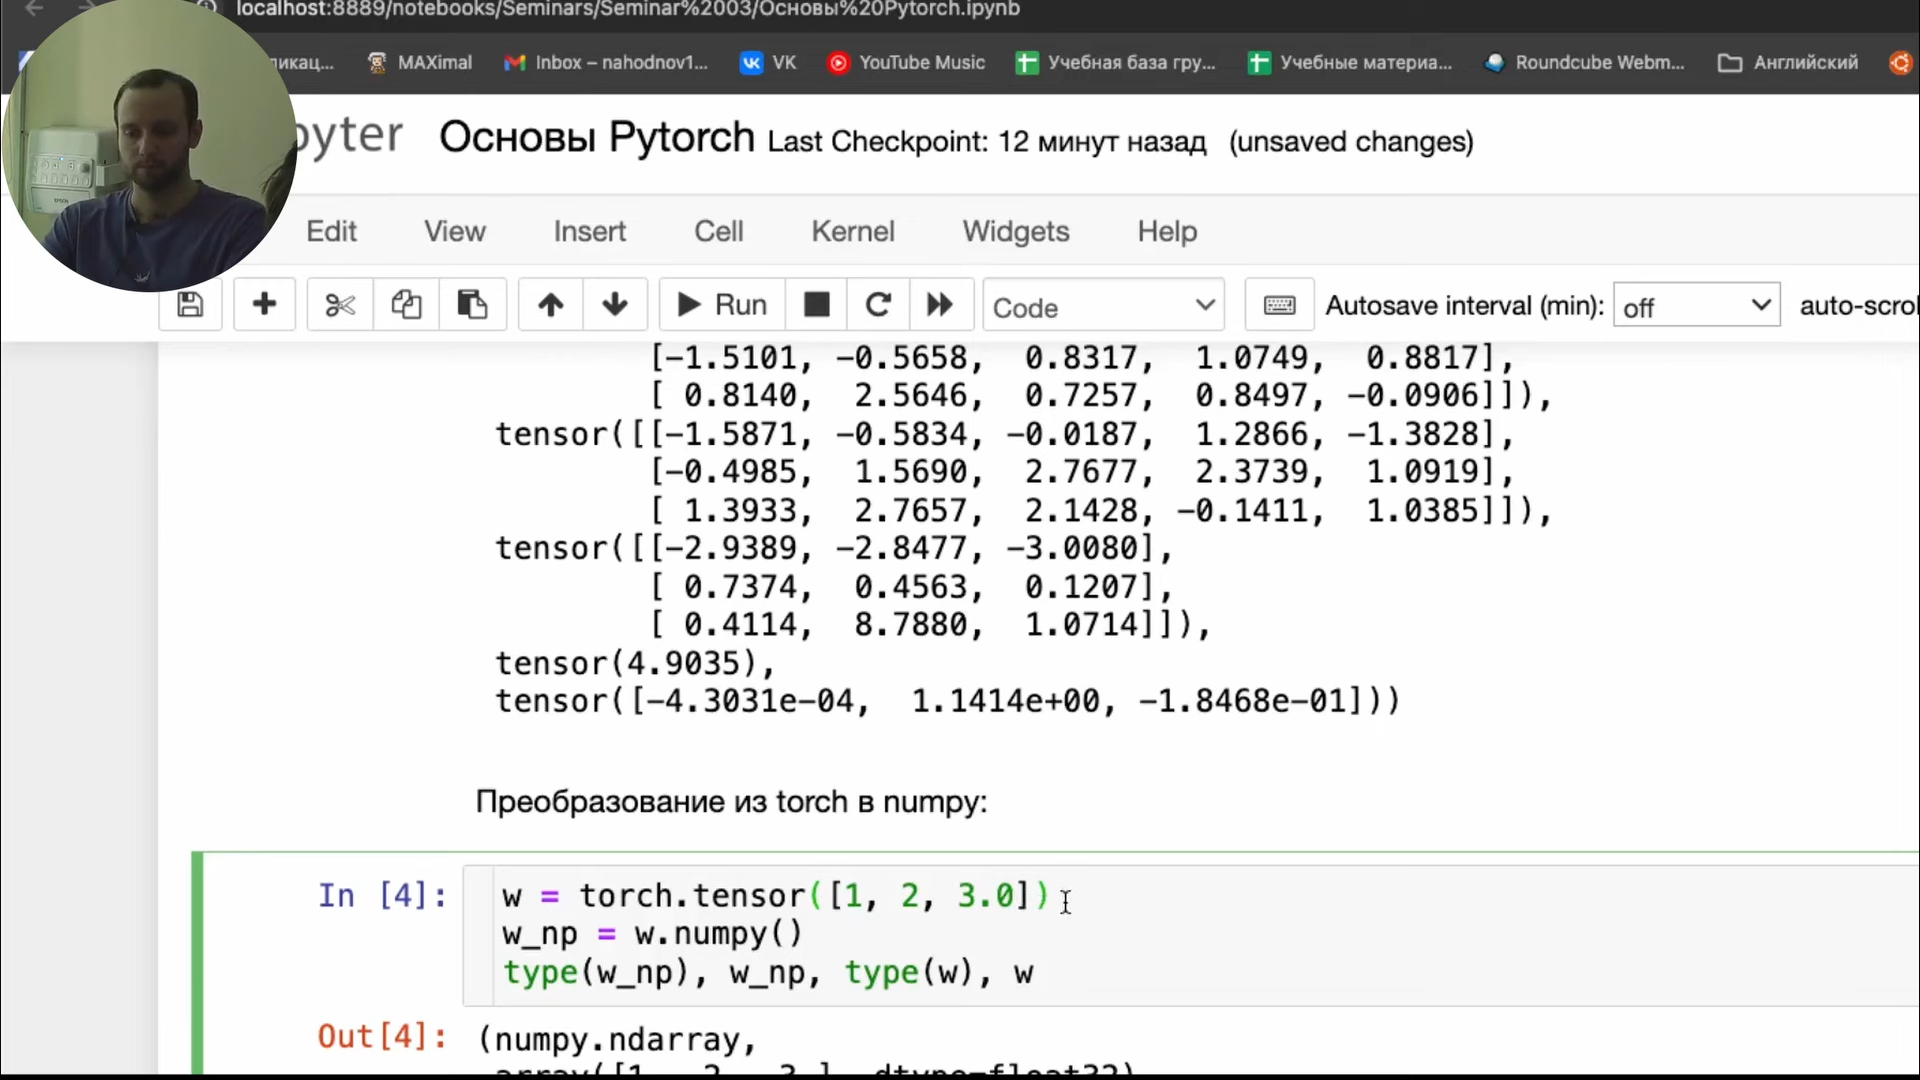 localhost:8889/notebooks/Seminars/Seminar%2003/Основы%20Pytorch.ipynb
ликац... MAXimal Inbox – nahodnov1... VK YouTube Music Учебная база гру... Учебные материа... Roundcube Webm... Английский
pyter Основы Pytorch Last Checkpoint: 12 минут назад (unsaved changes)
Edit View Insert Cell Kernel Widgets Help
Run Code Autosave interval (min): off auto-scrol
[-1.5101, -0.5658, 0.8317, 1.0749, 0.8817],
[ 0.8140, 2.5646, 0.7257, 0.8497, -0.0906]]),
tensor([[-1.5871, -0.5834, -0.0187, 1.2866, -1.3828],
[-0.4985, 1.5690, 2.7677, 2.3739, 1.0919],
[ 1.3933, 2.7657, 2.1428, -0.1411, 1.0385]]),
tensor([[-2.9389, -2.8477, -3.0080],
[ 0.7374, 0.4563, 0.1207],
[ 0.4114, 8.7880, 1.0714]]),
tensor(4.9035),
tensor([-4.3031e-04, 1.1414e+00, -1.8468e-01]))
Преобразование из torch в numpy:
In [4]: w = torch.tensor([1, 2, 3.0])
w_np = w.numpy()
type(w_np), w_np, type(w), w
Out[4]: (numpy.ndarray,
array([1., 2., 3.], dtype=float32),